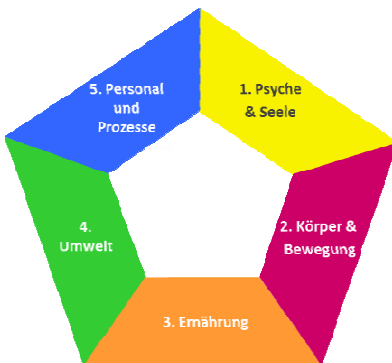 1. Psyche
& Seele
2. Körper &
Bewegung
3. Ernährung
4.
Umwelt
5. Personal
und
Prozesse